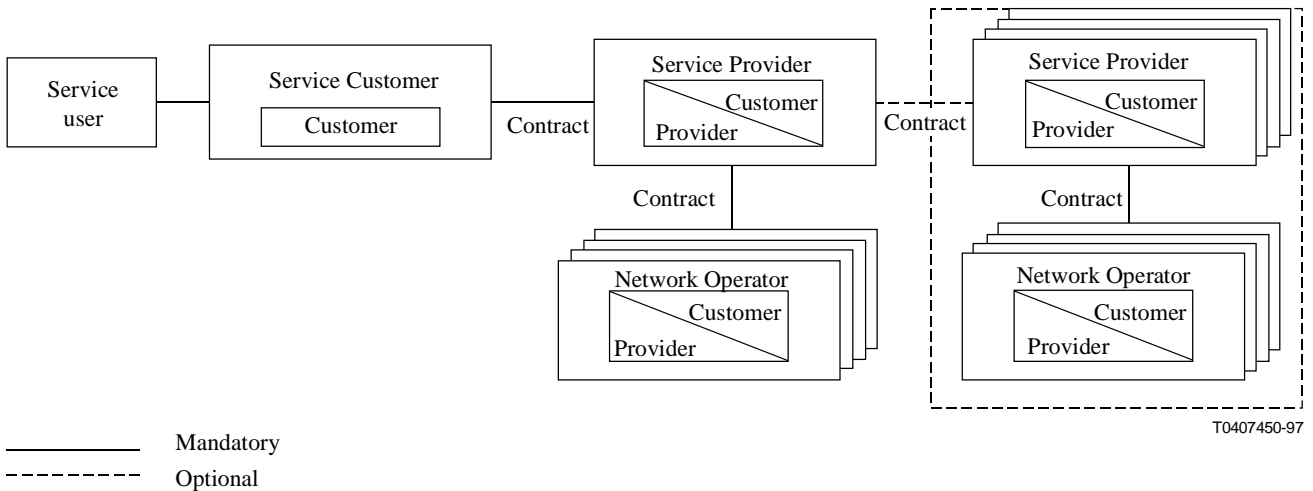 Service
user
Service Customer
Customer
Contract
Service Provider
Customer
Provider
Contract
Service Provider
Customer
Provider
Contract
Contract
Network Operator
Customer
Provider
Network Operator
Customer
Provider
T0407450-97
Mandatory
Optional